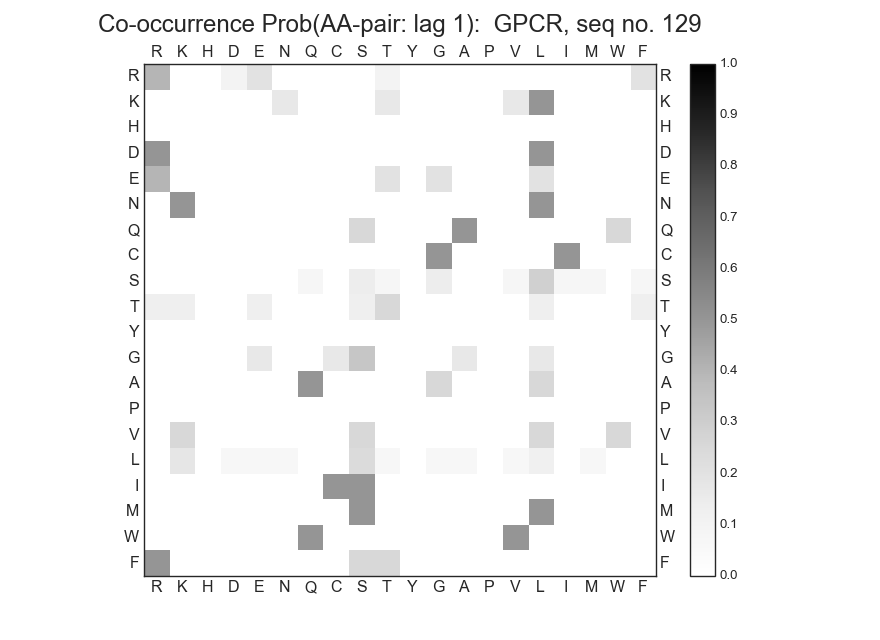 Co-occurrence Prob(AA-pair: lag 1):  GPCR, seq no. 129
R K H D E N Q C S T Y G A P V L I M W F
R R 1.0
K K 0.9
H H
D D 0.8
E E
N N 0.7
Q Q
C C 0.6
S S
T T 0.5
Y Y
G G 0.4
A A
P P 0.3
V V
L L 0.2
I I
M M 0.1
W W
F F 0.0
R K H D E N Q C S T Y G A P V L I M W F